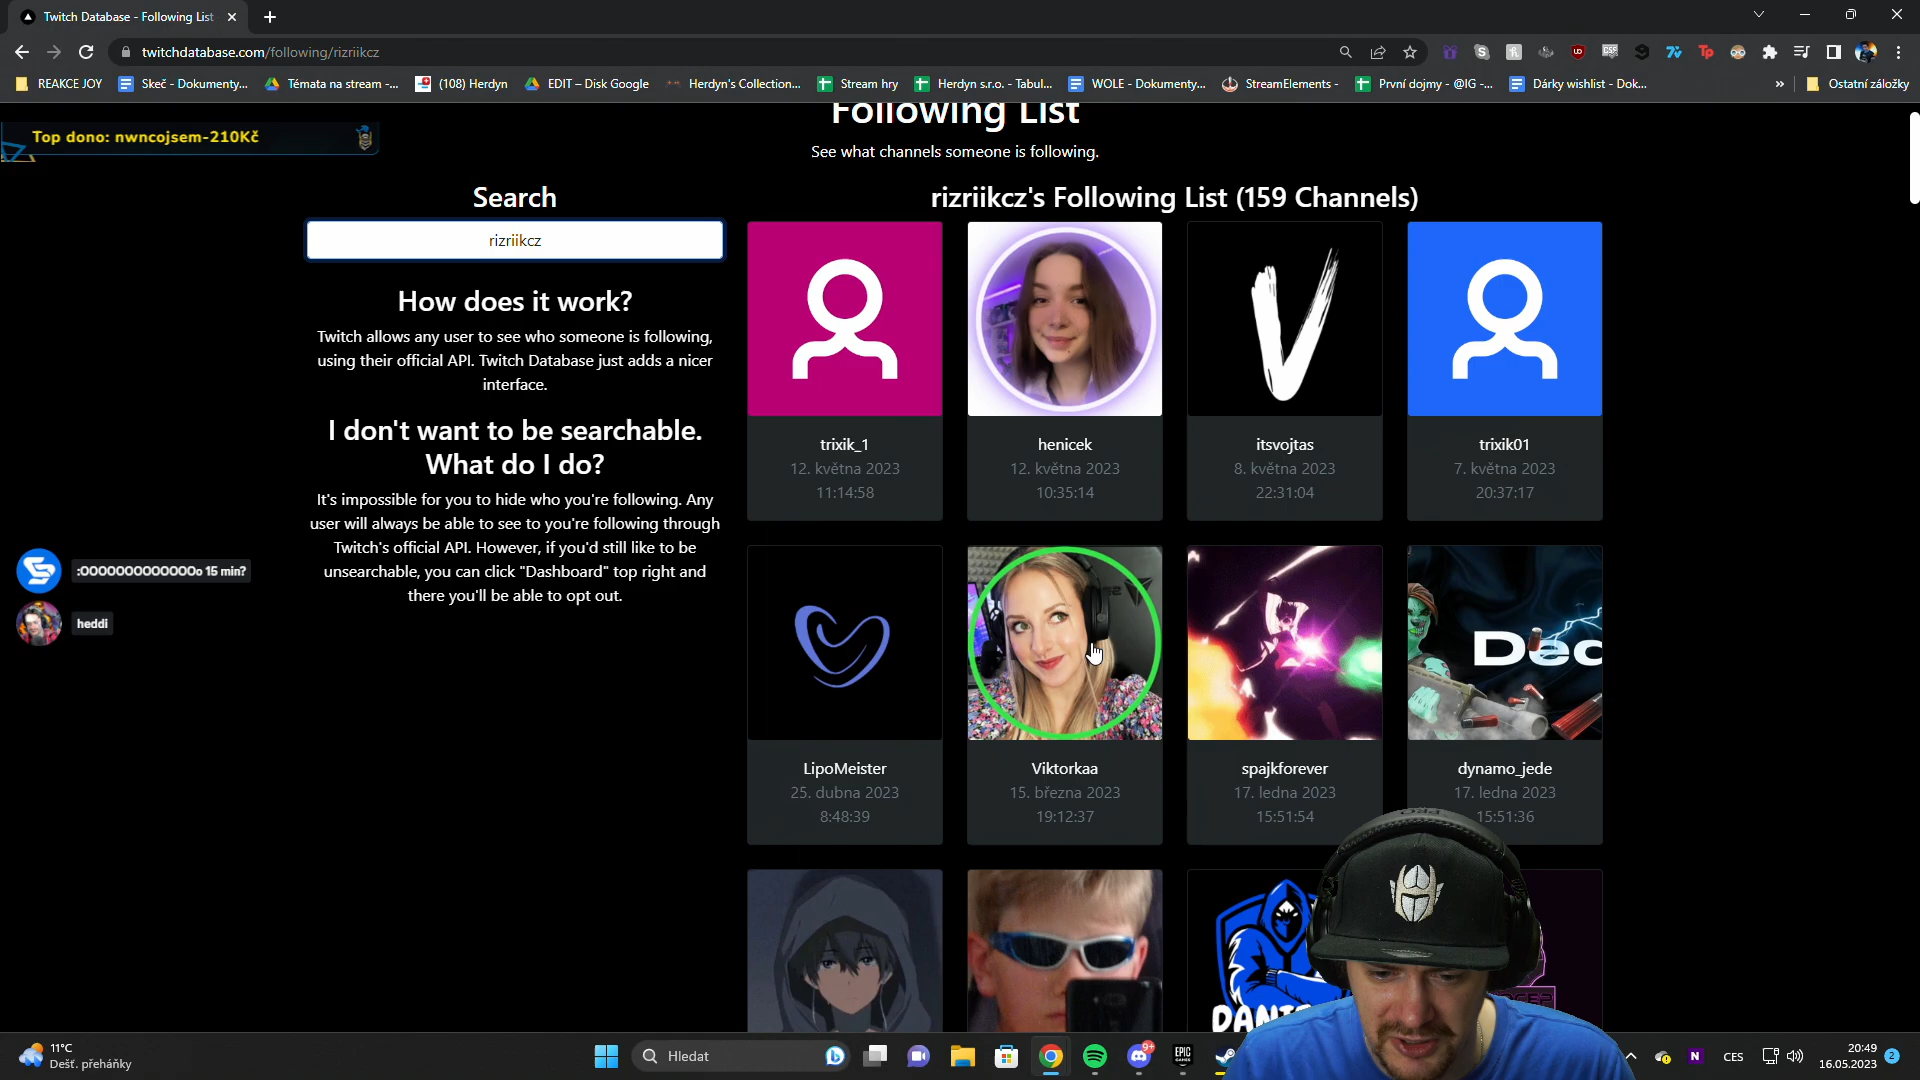 Twitch Database - Following List
twitchdatabase.com/following/rizriikcz
REAKCE JOY
Skeč - Dokumenty...
Témata na stream -...
(108) Herdyn
EDIT – Disk Google
Herdyn's Collection...
Stream hry
Herdyn s.r.o. - Tabul...
WOLE - Dokumenty...
StreamElements -
První dojmy - @IG -...
Dárky wishlist - Dok...
»
Ostatní záložky
Following List
Top dono: nwncojsem-210Kč
See what channels someone is following.
Search
rizriikcz's Following List (159 Channels)
rizriikcz
How does it work?
Twitch allows any user to see who someone is following,
using their official API. Twitch Database just adds a nicer
interface.
I don't want to be searchable.
What do I do?
It's impossible for you to hide who you're following. Any
user will always be able to see to you're following through
Twitch's official API. However, if you'd still like to be
unsearchable, you can click "Dashboard" top right and
there you'll be able to opt out.
trixik_1
12. května 2023
11:14:58
henicek
12. května 2023
10:35:14
itsvojtas
8. května 2023
22:31:04
trixik01
7. května 2023
20:37:17
:OOOOOOOOOOOOOo 15 min?
heddi
Dec
LipoMeister
25. dubna 2023
8:48:39
Viktorkaa
15. března 2023
19:12:37
spajkforever
17. ledna 2023
15:51:54
dynamo_jede
17. ledna 2023
15:51:36
11°C
Dešť. přeháňky
Hledat
9+
EPIC
GAMES
N
CES
20:49
16.05.2023
2